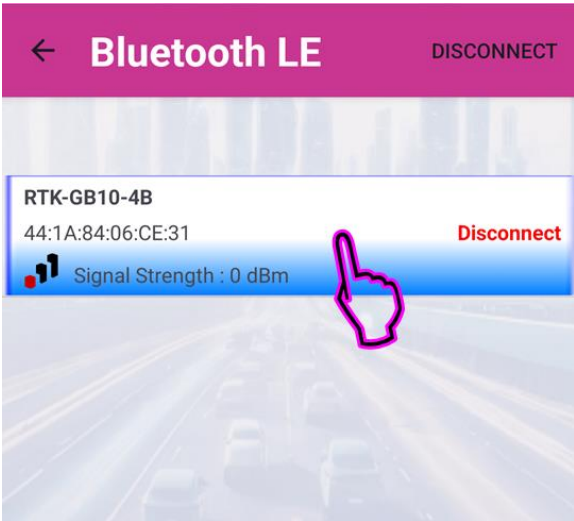 Bluetooth LE
DISCONNECT
RTK-GB10-4B
44:1A:84:06:CE:31
Disconnect
Signal Strength : 0 dBm